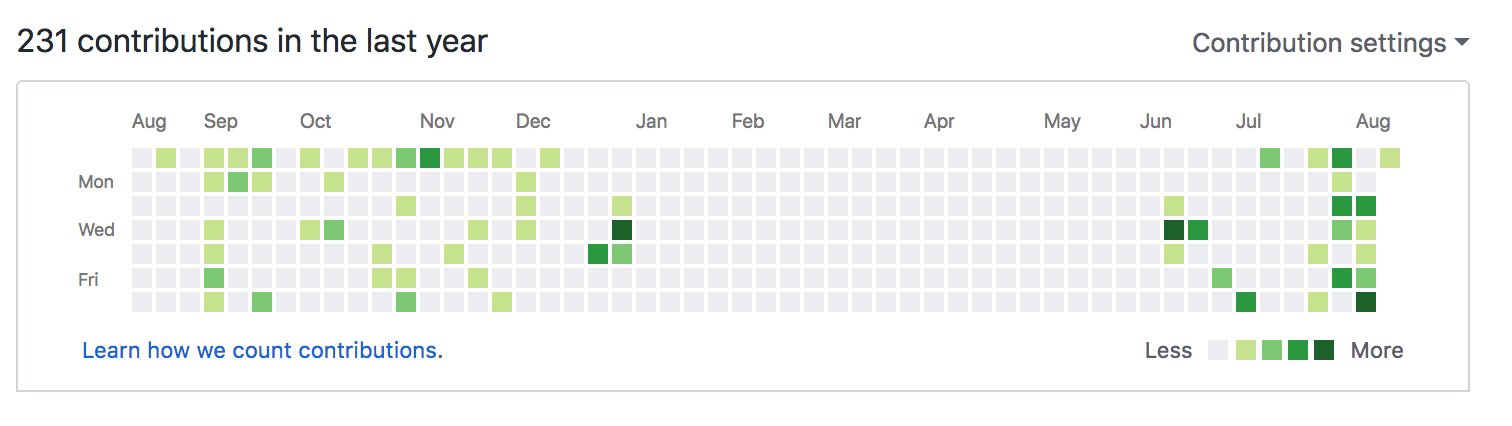 231 contributions in the last year
Contribution settings
Aug Sep Oct Nov Dec Jan Feb Mar Apr May Jun Jul Aug
Mon
Wed
Fri
Learn how we count contributions.
Less More